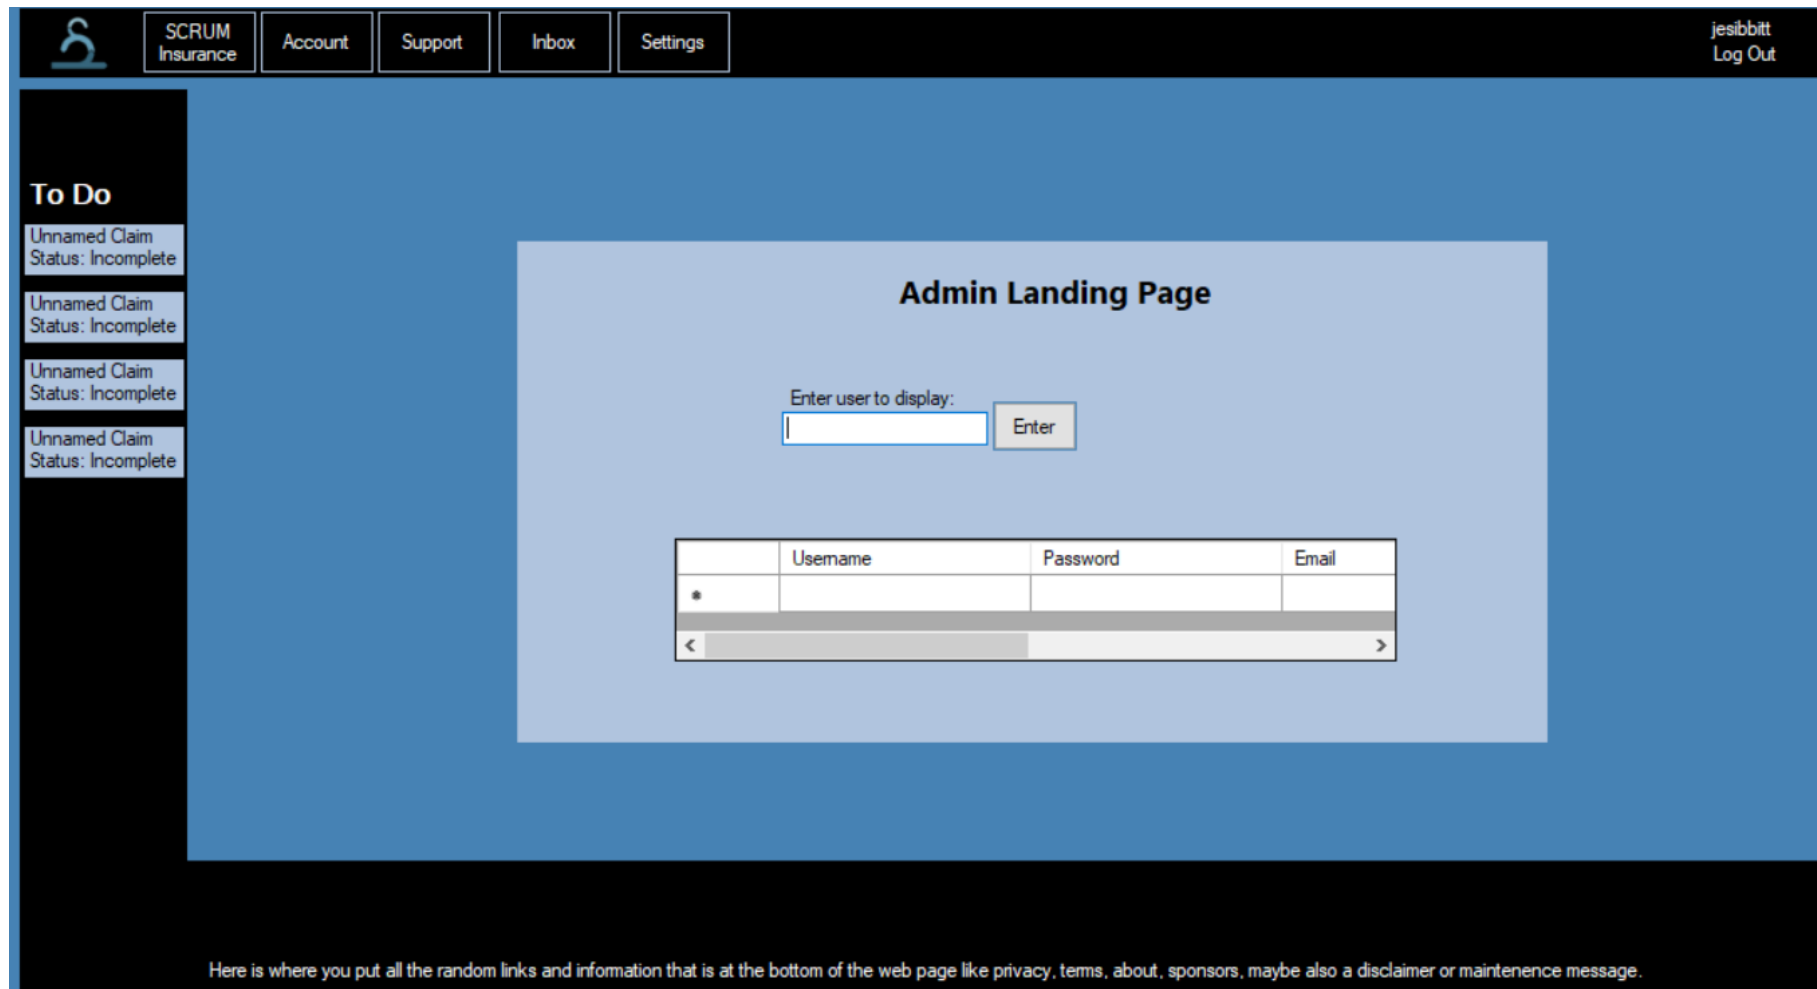 SCRUM
Insurance
Account
Support
Inbox
Settings
jesibbitt
Log Out
To Do
Unnamed Claim
Status: Incomplete
Unnamed Claim
Status: Incomplete
Unnamed Claim
Status: Incomplete
Unnamed Claim
Status: Incomplete
Admin Landing Page
Enter user to display:
Enter
Username
Password
Email
Here is where you put all the random links and information that is at the bottom of the web page like privacy, terms, about, sponsors, maybe also a disclaimer or maintenence message.